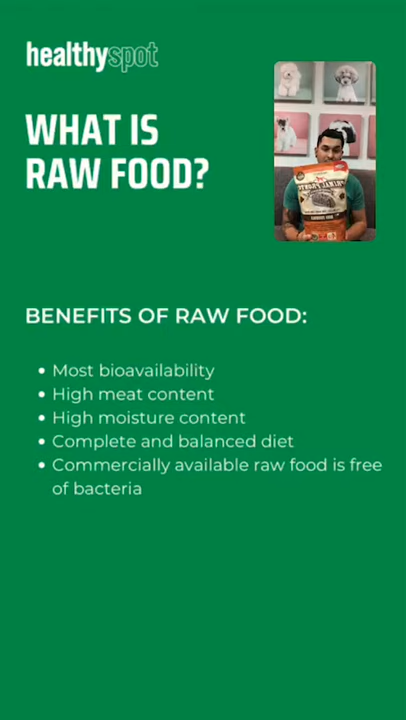 healthyspot
WHAT IS
RAW FOOD?
BENEFITS OF RAW FOOD:
• Most bioavailability
• High meat content
• High moisture content
• Complete and balanced diet
• Commercially available raw food is free
of bacteria